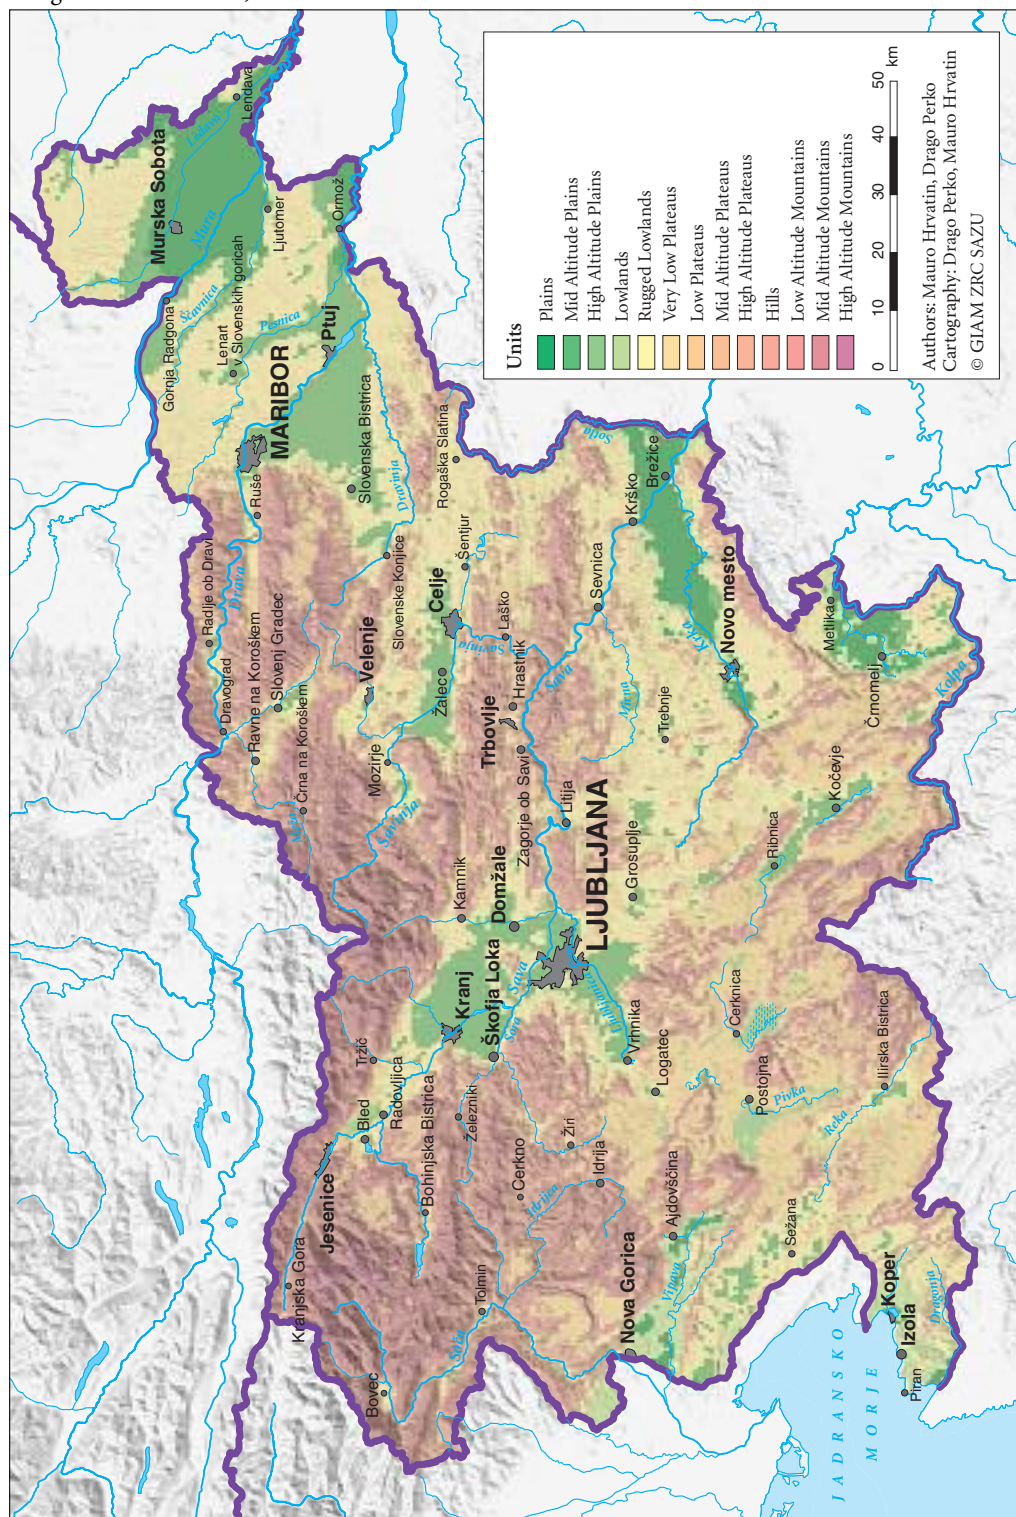 Murska Sobota
Lendava
Ledava
Mura
Ljutomer
Ormož
Gornja Radgona
Ščavnica
Lenart
v Slovenskih goricah
Pesnica
Ptuj
MARIBOR
Ruše
Slovenska Bistrica
Dravinja
Rogaška Slatina
Radlje ob Dravi
Drava
Dravograd
Ravne na Koroškem
Slovenj Gradec
Črna na Koroškem
Slovenske Konjice
Šentjur
Velenje
Celje
Žalec
Laško
Savinja
Hrastnik
Mozirje
Savinja
Trbovlje
Zagorje ob Savi
Sava
Litija
Sotla
Brežice
Krško
Sevnica
Krka
Novo mesto
Mirna
Trebnje
Metlika
Črnomelj
Kolpa
Kočevje
Ribnica
Grosuplje
Kamnik
Domžale
LJUBLJANA
Ljubljanica
Kranj
Škofja Loka
Sava
Sora
Vrhnika
Logatec
Cerknica
Postojna
Pivka
Ilirska Bistrica
Reka
Tržič
Radovljica
Bled
Bohinjska Bistrica
Železniki
Žiri
Cerkno
Idrijca
Idrija
Jesenice
Kranjska Gora
Bovec
Soča
Tolmin
Nova Gorica
Ajdovščina
Vipava
Sežana
Koper
Izola
Piran
Dragonja
JADRANSKO
MORJE
Units
Plains
Mid Altitude Plains
High Altitude Plains
Lowlands
Rugged Lowlands
Very Low Plateaus
Low Plateaus
Mid Altitude Plateaus
High Altitude Plateaus
Hills
Low Altitude Mountains
Mid Altitude Mountains
High Altitude Mountains
0 10 20 30 40 50 km
Authors: Mauro Hrvatin, Drago Perko
Cartography: Drago Perko, Mauro Hrvatin
© GIAM ZRC SAZU